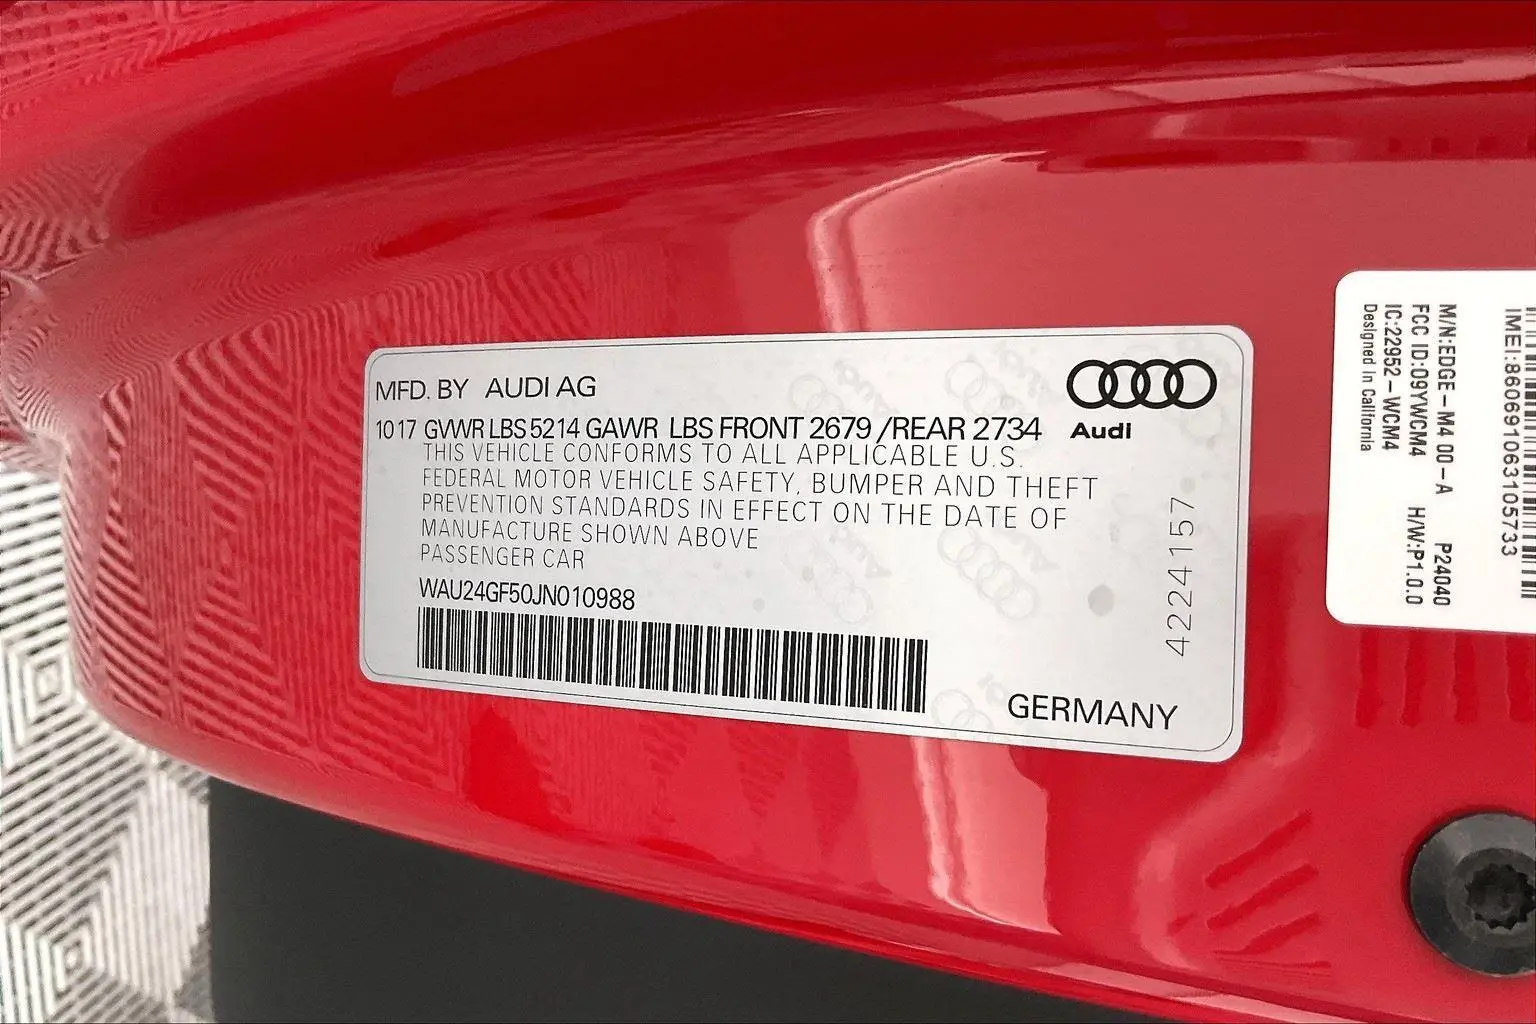 MFD. BY AUDI AG
Audi
10 17 GVWR LBS 5214 GAWR LBS FRONT 2679 /REAR 2734
THIS VEHICLE CONFORMS TO ALL APPLICABLE U.S.
FEDERAL MOTOR VEHICLE SAFETY, BUMPER AND THEFT
PREVENTION STANDARDS IN EFFECT ON THE DATE OF
MANUFACTURE SHOWN ABOVE
PASSENGER CAR
WAU24GF50JN010988
4224157
GERMANY
IMEI:860691063105733
M/N:EDGE-M4 00-A P24040
FCC ID:09YWCM4 H/W:P1.0.0
IC:22952-WCM4
Designed in California